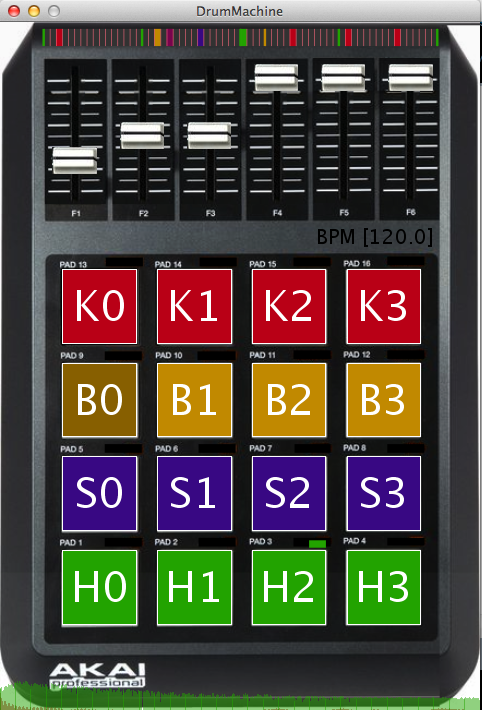 DrumMachine
F1 F2 F3 F4 F5 F6
BPM [120.0]
PAD 13 PAD 14 PAD 15 PAD 16
K0 K1 K2 K3
PAD 9 PAD 10 PAD 11 PAD 12
B0 B1 B2 B3
PAD 5 PAD 6 PAD 7 PAD 8
S0 S1 S2 S3
PAD 1 PAD 2 PAD 3 PAD 4
H0 H1 H2 H3
AKAI
professional